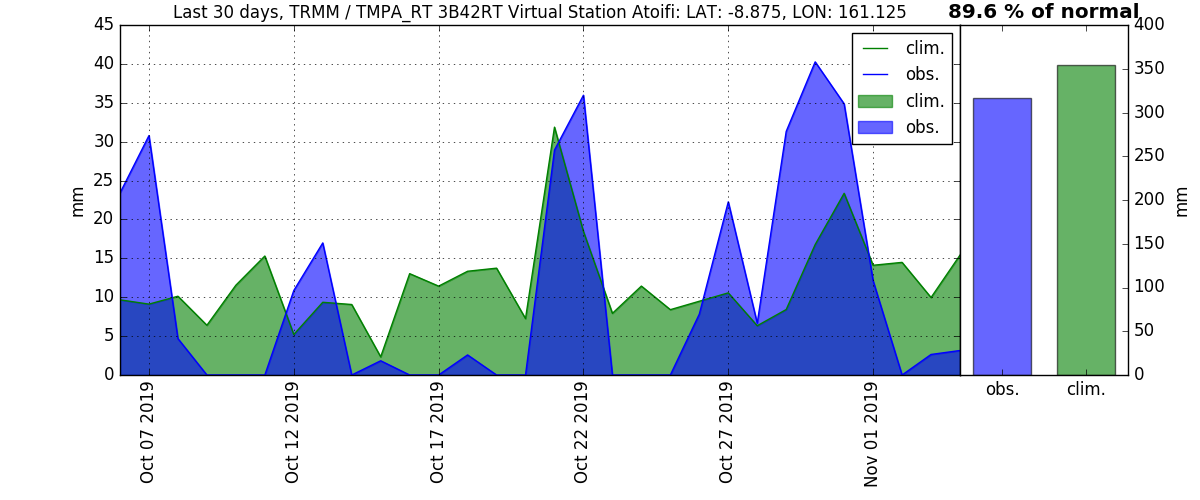 Last 30 days, TRMM / TMPA_RT 3B42RT Virtual Station Atoifi: LAT: -8.875, LON: 161.125
89.6 % of normal
clim.
obs.
clim.
obs.
45
40
35
30
25
20
15
10
5
0
mm
Oct 07 2019
Oct 12 2019
Oct 17 2019
Oct 22 2019
Oct 27 2019
Nov 01 2019
obs.
clim.
400
350
300
250
200
150
100
50
0
mm